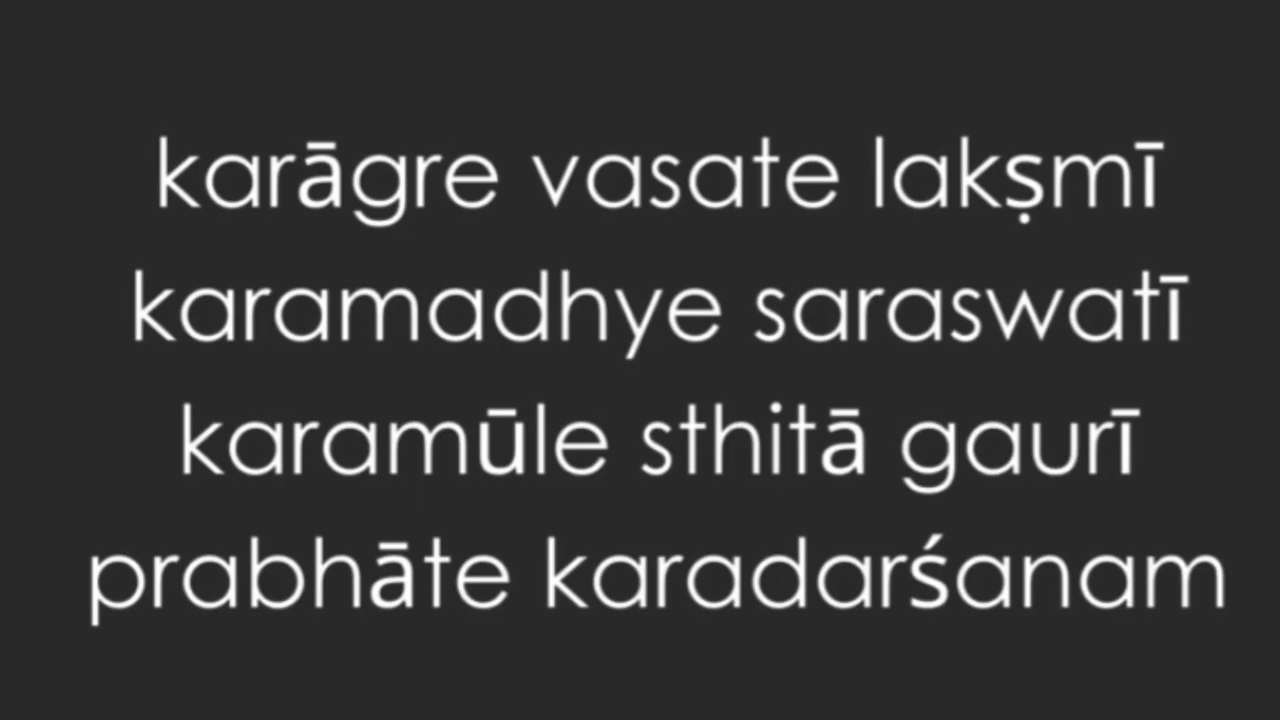 karāgre vasate lakṣmī
karamadhye saraswatī
karamūle sthitā gaurī
prabhāte karadarśanam